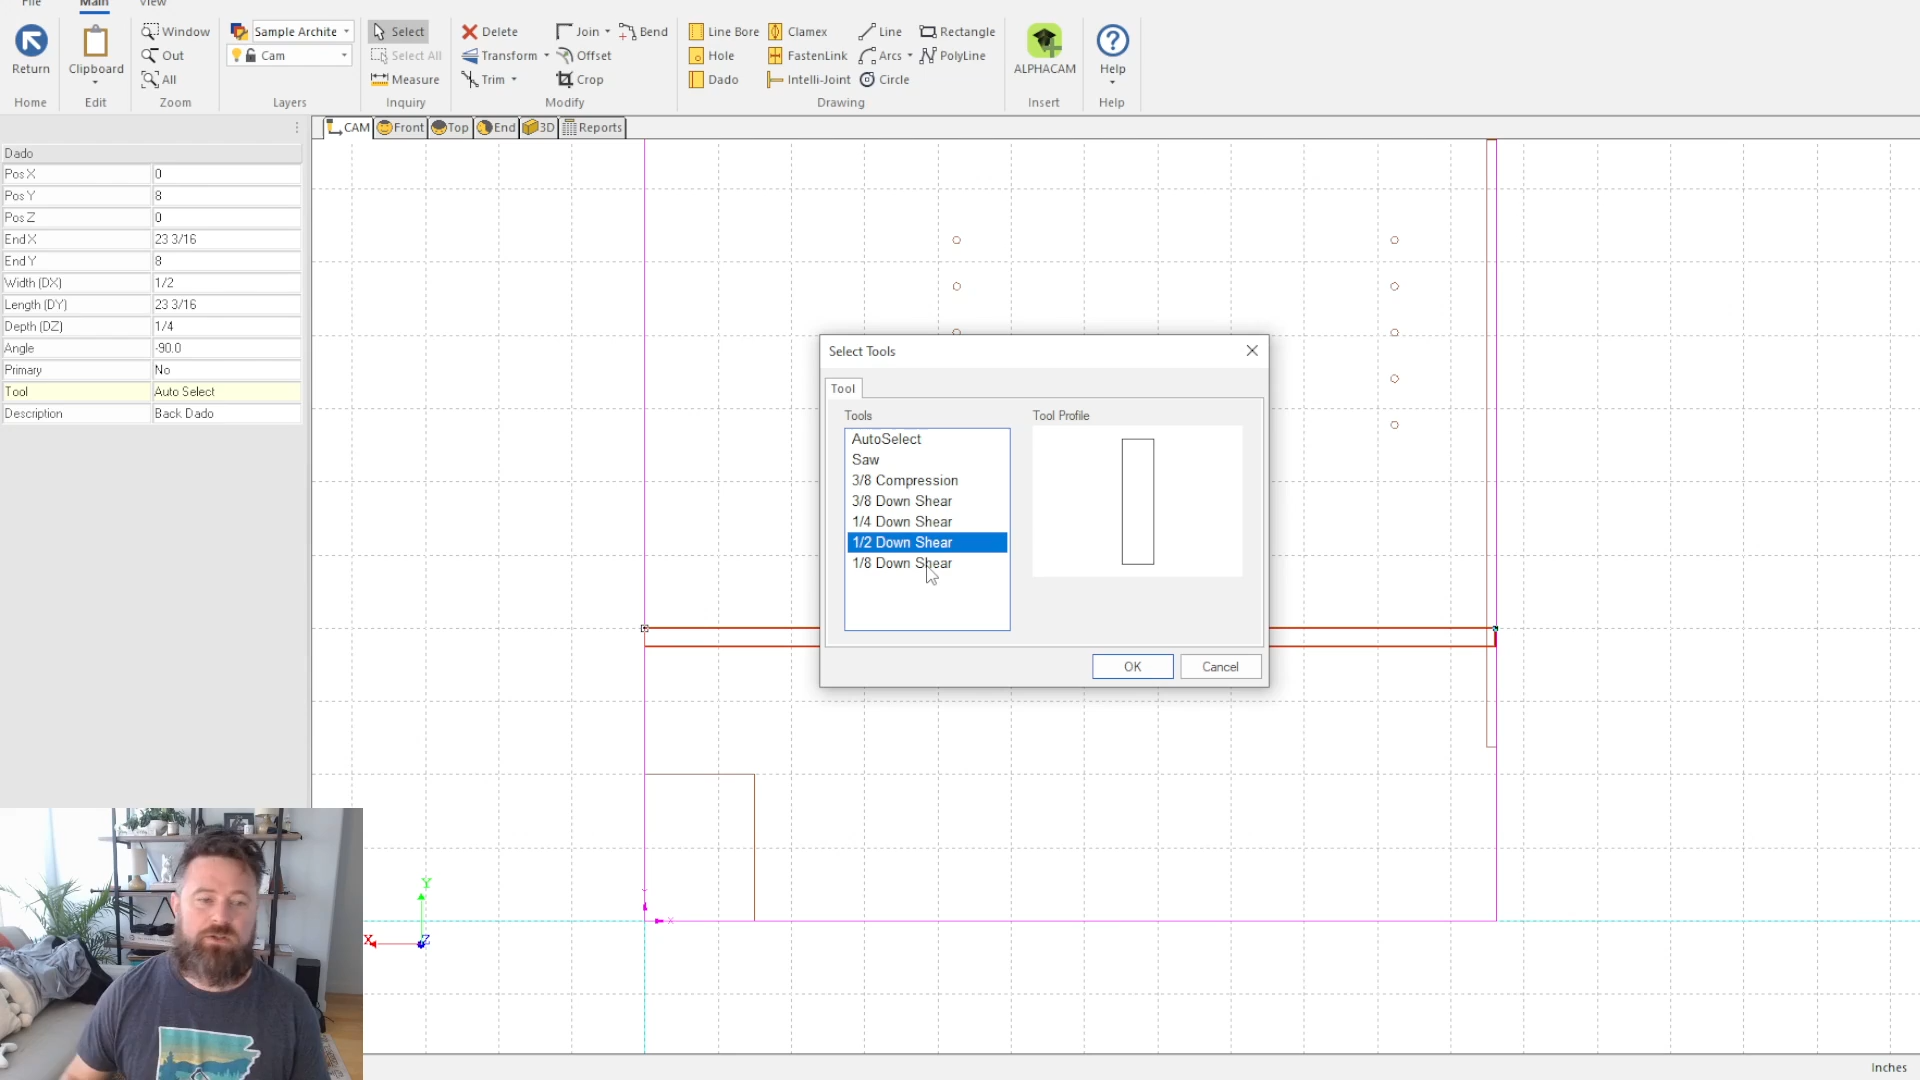 File Main View
Return
Home
Clipboard
Edit
Window
Out
All
Zoom
Sample Archite
Cam
Layers
Select
Select All
Measure
Inquiry
Delete
Transform
Trim
Join
Offset
Crop
Bend
Modify
Line Bore
Hole
Dado
Clamex
FastenLink
Intelli-Joint
Line
Arcs
Circle
Rectangle
PolyLine
Drawing
ALPHACAM
Insert
Help
Help
CAM Front Top End 3D Reports
Dado
Pos X 0
Pos Y 8
Pos Z 0
End X 23 3/16
End Y 8
Width (DX) 1/2
Length (DY) 23 3/16
Depth (DZ) 1/4
Angle -90.0
Primary No
Tool Auto Select
Description Back Dado
Select Tools
Tool
Tools
AutoSelect
Saw
3/8 Compression
3/8 Down Shear
1/4 Down Shear
1/2 Down Shear
1/8 Down Shear
Tool Profile
OK
Cancel
Y
X
Z
X
Inches